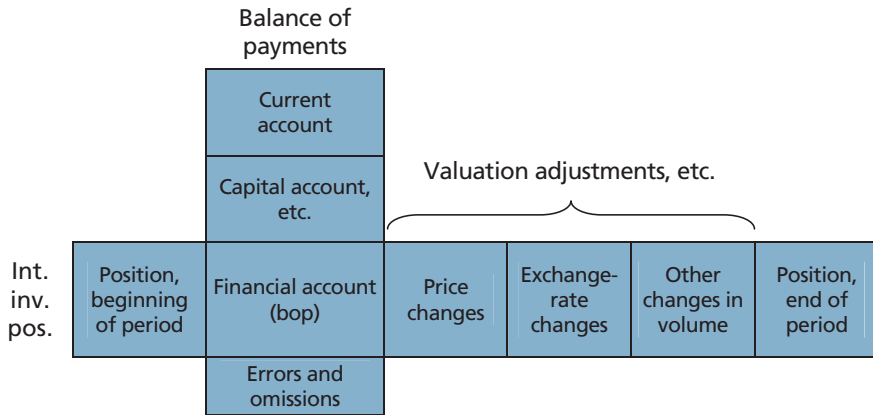 Balance of
payments
Current
account
Capital account,
etc.
Valuation adjustments, etc.
Int.
inv.
pos.
Position,
beginning
of period
Financial account
(bop)
Price
changes
Exchange-
rate
changes
Other
changes in
volume
Position,
end of
period
Errors and
omissions